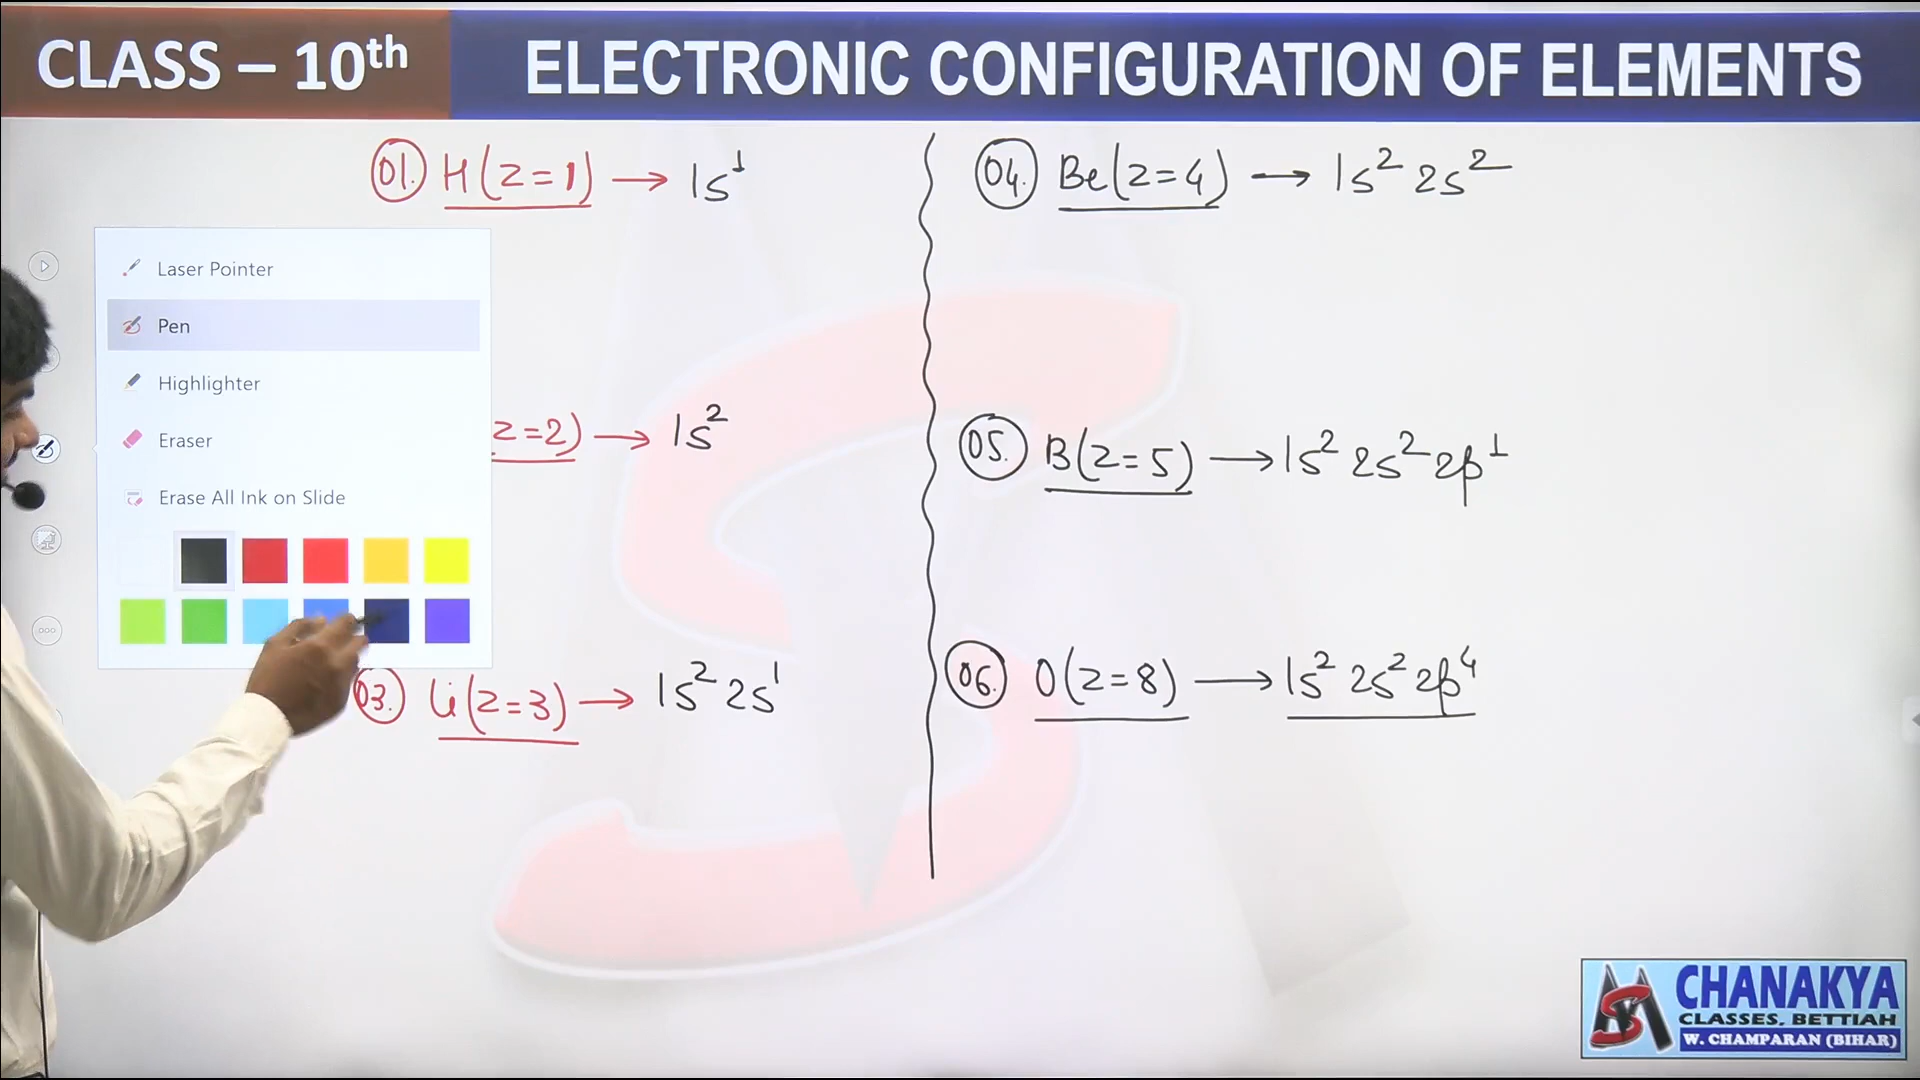 CLASS – 10th
ELECTRONIC CONFIGURATION OF ELEMENTS
01. H(z=1) → 1s¹
Laser Pointer
Pen
Highlighter
Eraser
Erase All Ink on Slide
z=2) → 1s²
03. Li(z=3) → 1s² 2s¹
04. Be(z=4) → 1s² 2s²
05. B(z=5) → 1s² 2s² 2p¹
06. O(z=8) → 1s² 2s² 2p⁴
CHANAKYA
CLASSES, BETTIAH
W. CHAMPARAN (BIHAR)